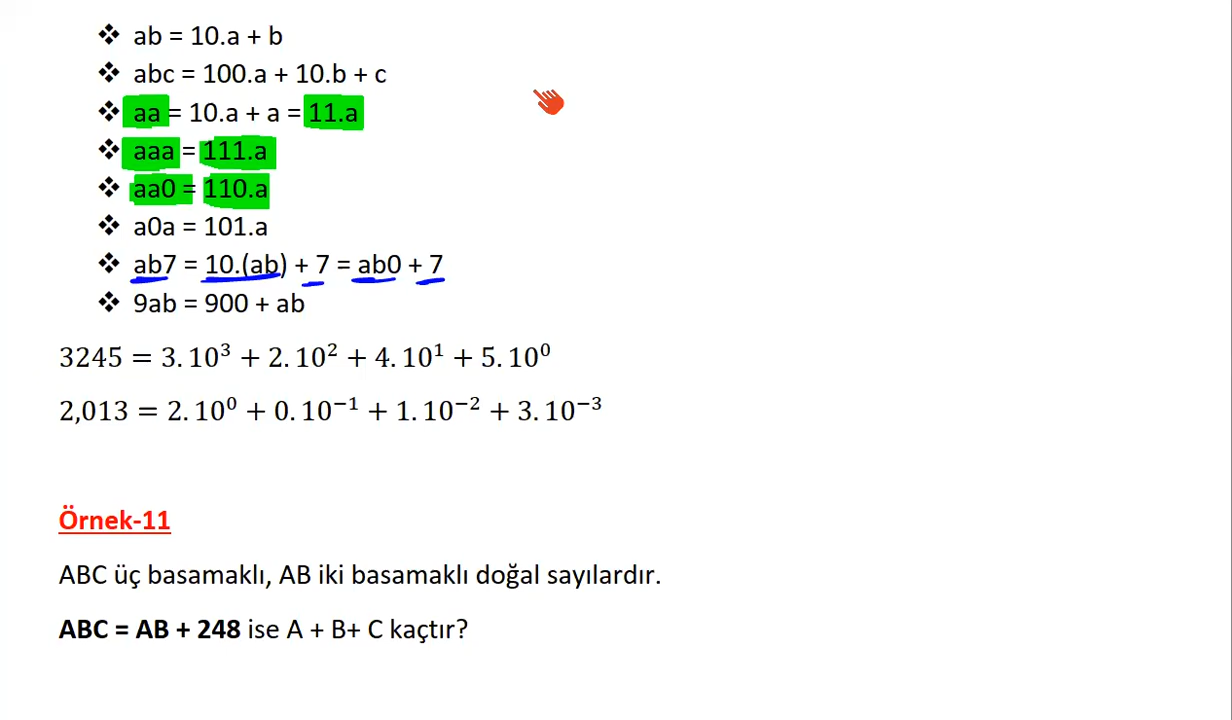 ❖ ab = 10.a + b
❖ abc = 100.a + 10.b + c
❖ aa = 10.a + a = 11.a
❖ aaa = 111.a
❖ aa0 = 110.a
❖ a0a = 101.a
❖ ab7 = 10.(ab) + 7 = ab0 + 7
❖ 9ab = 900 + ab
3245 = 3.10³ + 2.10² + 4.10¹ + 5.10⁰
2,013 = 2.10⁰ + 0.10⁻¹ + 1.10⁻² + 3.10⁻³
Örnek-11
ABC üç basamaklı, AB iki basamaklı doğal sayılardır.
ABC = AB + 248 ise A + B+ C kaçtır?